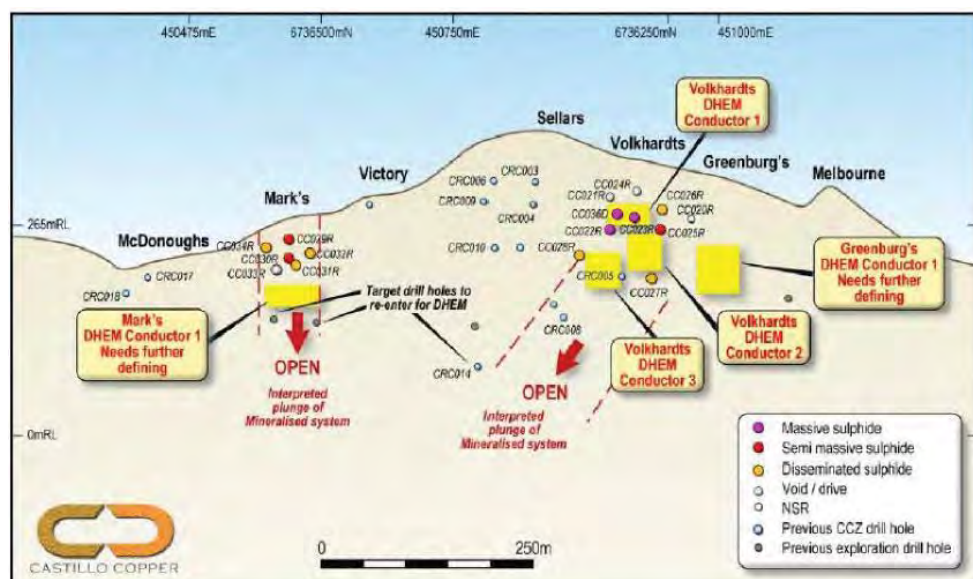 450475mE
6736500mN
450750mE
6736250mN
451000mE
Volkhardts
DHEM
Conductor 1
Sellars
Volkhardts
Greenburg's
Melbourne
Victory
Mark's
McDonoughs
265mRL
CRC006
CRC003
CRC009
CRC004
CRC010
CC024R
CC021R
CC026R
CC036D
CC020R
CC022R
CC023R
CC025R
CC034R
CC029R
CC030R
CC032R
CC033R
CC031R
CC028R
CRC005
CC027R
CRC017
CRC018
CRC008
CRC014
Target drill holes to
re-enter for DHEM
Mark's
DHEM Conductor 1
Needs further
defining
Greenburg's
DHEM Conductor 1
Needs further
defining
Volkhardts
DHEM
Conductor 2
Volkhardts
DHEM
Conductor 3
OPEN
Interpreted
plunge of
Mineralised system
OPEN
Interpreted
plunge of
Mineralised system
0mRL
Massive sulphide
Semi massive sulphide
Disseminated sulphide
Void / drive
NSR
Previous CCZ drill hole
Previous exploration drill hole
0
250m
CASTILLO COPPER